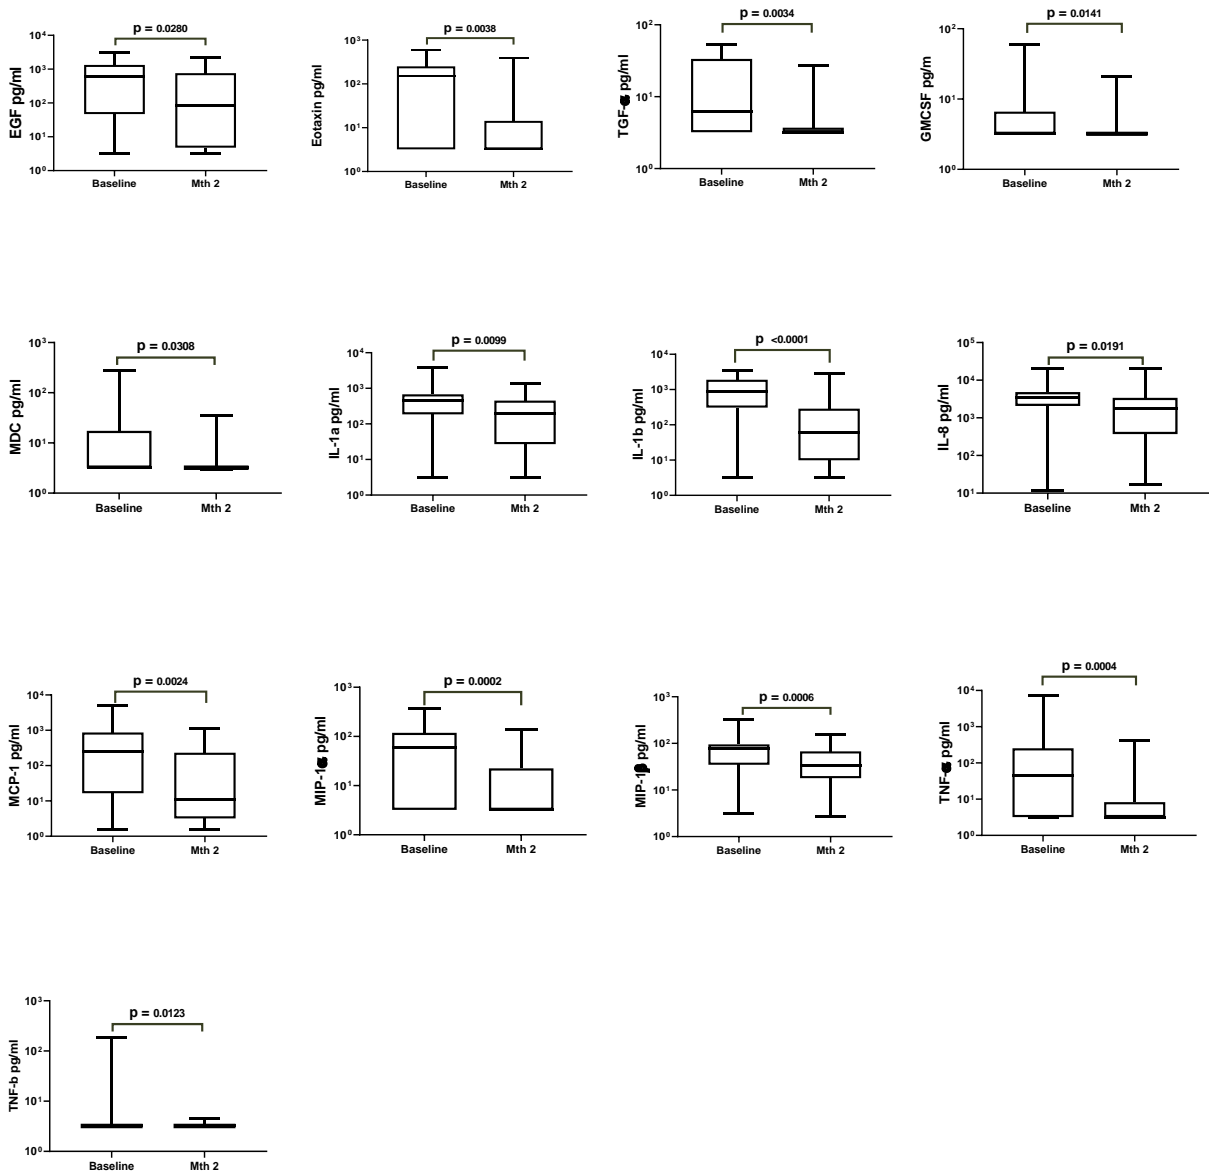 p = 0.0280
EGF pg/ml
10⁴
10³
10²
10¹
10⁰
Baseline
Mth 2
p = 0.0038
Eotaxin pg/ml
10³
10²
10¹
10⁰
Baseline
Mth 2
p = 0.0034
TGF-α pg/ml
10²
10¹
10⁰
Baseline
Mth 2
p = 0.0141
GMCSF pg/m
10²
10¹
10⁰
Baseline
Mth 2
p = 0.0308
MDC pg/ml
10³
10²
10¹
10⁰
Baseline
Mth 2
p = 0.0099
IL-1a pg/ml
10⁴
10³
10²
10¹
10⁰
Baseline
Mth 2
p <0.0001
IL-1b pg/ml
10⁴
10³
10²
10¹
10⁰
Baseline
Mth 2
p = 0.0191
IL-8 pg/ml
10⁵
10⁴
10³
10²
10¹
Baseline
Mth 2
p = 0.0024
MCP-1 pg/ml
10⁴
10³
10²
10¹
10⁰
Baseline
Mth 2
p = 0.0002
MIP-1α pg/ml
10³
10²
10¹
10⁰
Baseline
Mth 2
p = 0.0006
MIP-1β pg/ml
10³
10²
10¹
10⁰
Baseline
Mth 2
p = 0.0004
TNF-α pg/ml
10⁴
10³
10²
10¹
10⁰
Baseline
Mth 2
p = 0.0123
TNF-b pg/ml
10³
10²
10¹
10⁰
Baseline
Mth 2